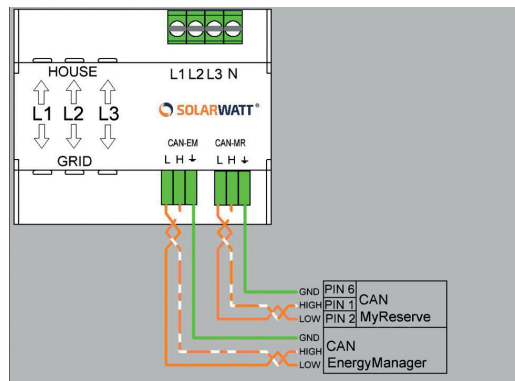 HOUSE
L1 L2 L3 N
L1 L2 L3
SOLARWATT®
GRID
CAN-EM CAN-MR
L H ⏚ L H ⏚
GND PIN 6
HIGH PIN 1 CAN
LOW PIN 2 MyReserve
GND
HIGH CAN
LOW EnergyManager